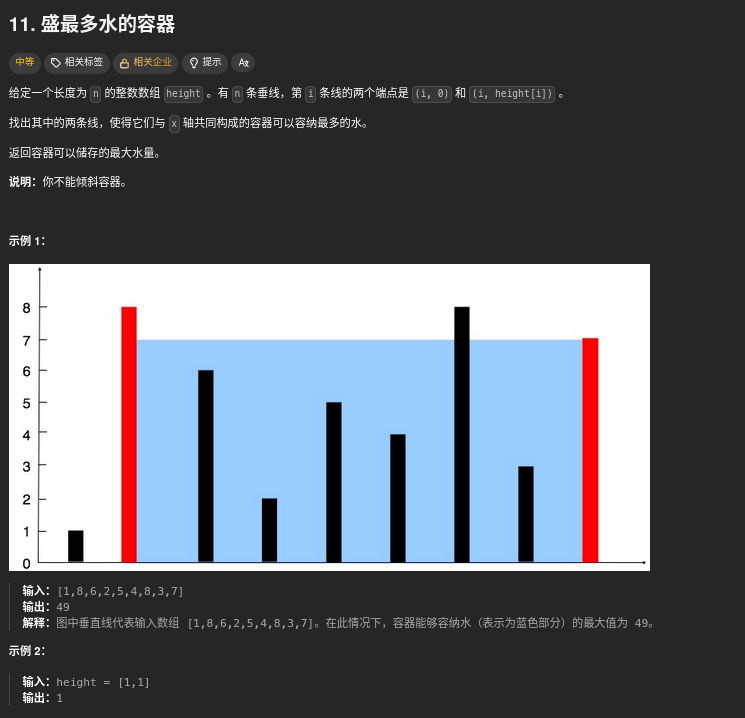 11. 盛最多水的容器
中等 相关标签 相关企业 提示 Az
给定一个长度为 n 的整数数组 height 。有 n 条垂线，第 i 条线的两个端点是 (i, 0) 和 (i, height[i]) 。
找出其中的两条线，使得它们与 x 轴共同构成的容器可以容纳最多的水。
返回容器可以储存的最大水量。
说明：你不能倾斜容器。
示例 1：
8
7
6
5
4
3
2
1
0
输入：[1,8,6,2,5,4,8,3,7]
输出：49
解释：图中垂直线代表输入数组 [1,8,6,2,5,4,8,3,7]。在此情况下，容器能够容纳水（表示为蓝色部分）的最大值为 49。
示例 2：
输入：height = [1,1]
输出：1